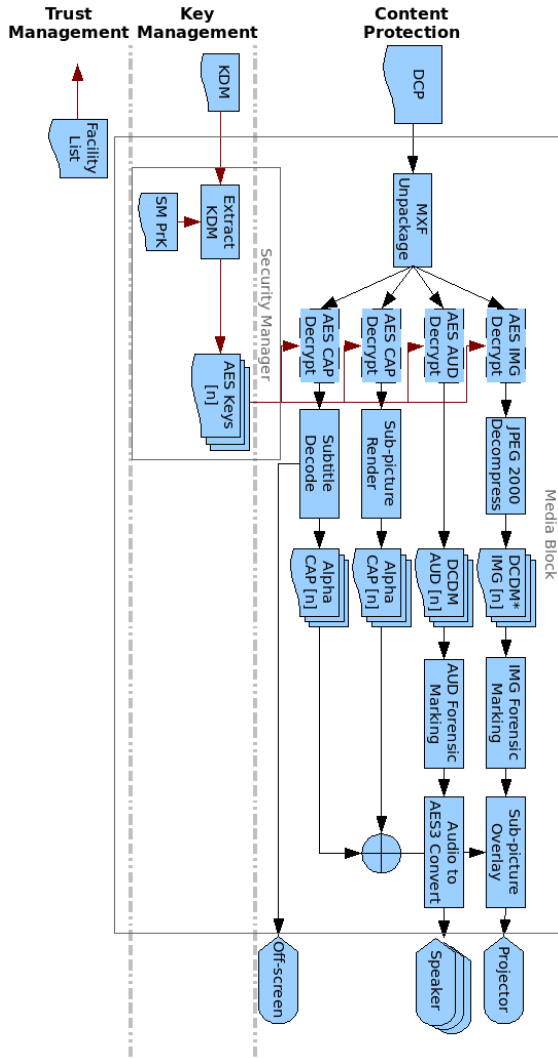 Trust
Management
Key
Management
Content
Protection
KDM
DCP
Facility
List
SM PrK
Extract
KDM
MXF
Unpackage
Security Manager
AES CAP
Decrypt
AES CAP
Decrypt
AES AUD
Decrypt
AES IMG
Decrypt
AES Keys
[n]
Subtitle
Decode
Sub-picture
Render
JPEG 2000
Decompress
Media Block
Alpha
CAP [n]
Alpha
CAP [n]
DCDM
AUD [n]
DCDM*
IMG [n]
AUD Forensic
Marking
IMG Forensic
Marking
Audio to
AES3 Convert
Sub-picture
Overlay
Off-screen
Speaker
Projector